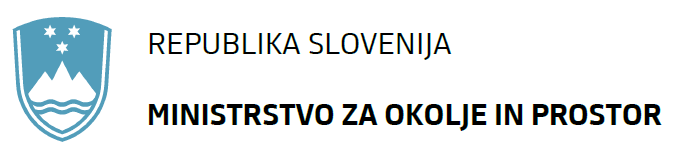 REPUBLIKA SLOVENIJA
MINISTRSTVO ZA OKOLJE IN PROSTOR